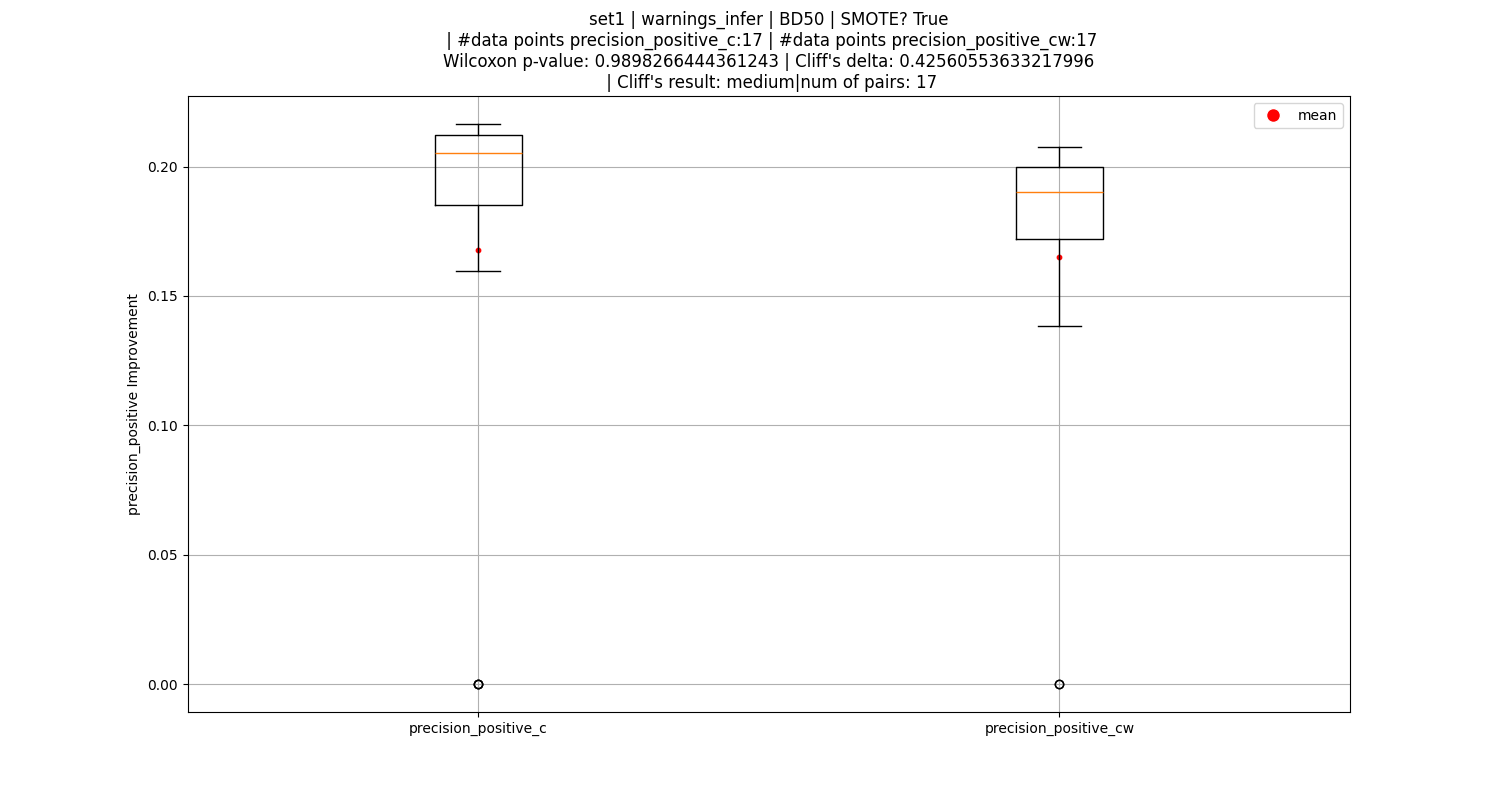 set1 | warnings_infer | BD50 | SMOTE? True
| #data points precision_positive_c:17 | #data points precision_positive_cw:17
Wilcoxon p-value: 0.9898266444361243 | Cliff's delta: 0.42560553633217996
| Cliff's result: medium|num of pairs: 17
mean
0.20
0.15
0.10
0.05
0.00
precision_positive Improvement
precision_positive_c
precision_positive_cw